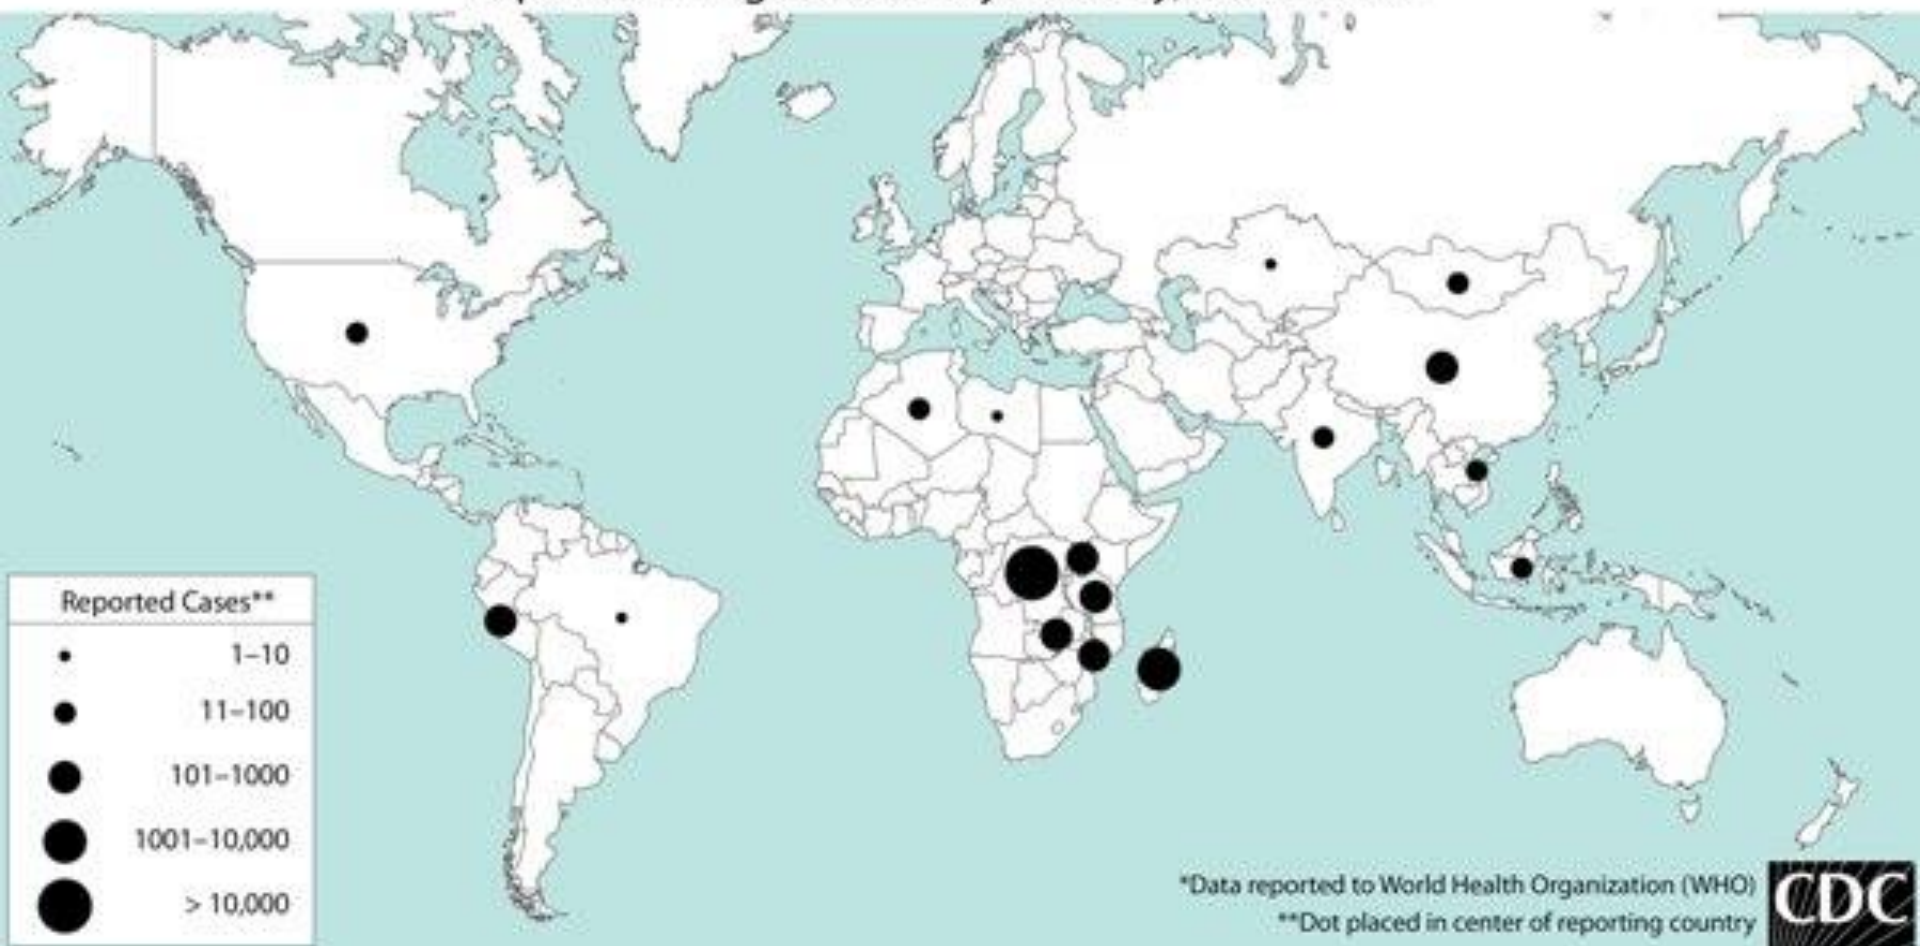 Reported Cases**
1–10
11–100
101–1000
1001–10,000
> 10,000
*Data reported to World Health Organization (WHO)
**Dot placed in center of reporting country
CDC